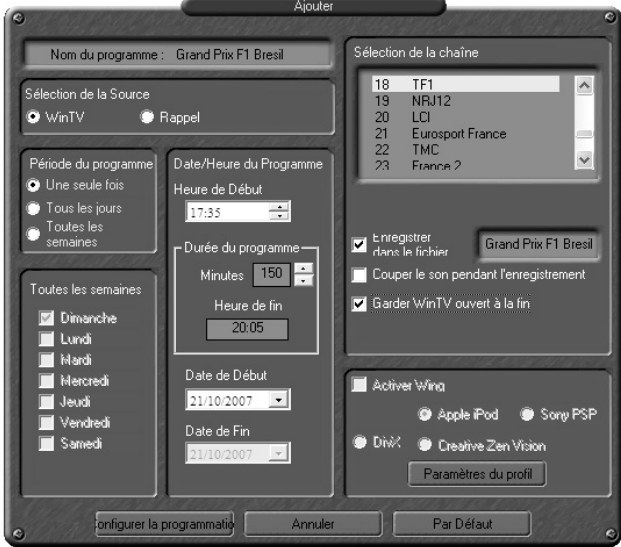 Ajouter
Nom du programme : Grand Prix F1 Bresil
Sélection de la Source
WinTV
Rappel
Période du programme
Une seule fois
Tous les jours
Toutes les
semaines
Toutes les semaines
Dimanche
Lundi
Mardi
Mercredi
Jeudi
Vendredi
Samedi
Date/Heure du Programme
Heure de Début
17:35
Durée du programme
Minutes 150
Heure de fin
20:05
Date de Début
21/10/2007
Date de Fin
21/10/2007
Sélection de la chaîne
18 TF1
19 NRJ12
20 LCI
21 Eurosport France
22 TMC
23 France 2
Enregistrer
dans le fichier
Grand Prix F1 Bresil
Couper le son pendant l'enregistrement
Garder WinTV ouvert à la fin
Activer Wing
Apple iPod
Sony PSP
DivX
Creative Zen Vision
Paramètres du profil
onfigurer la programmatio
Annuler
Par Défaut